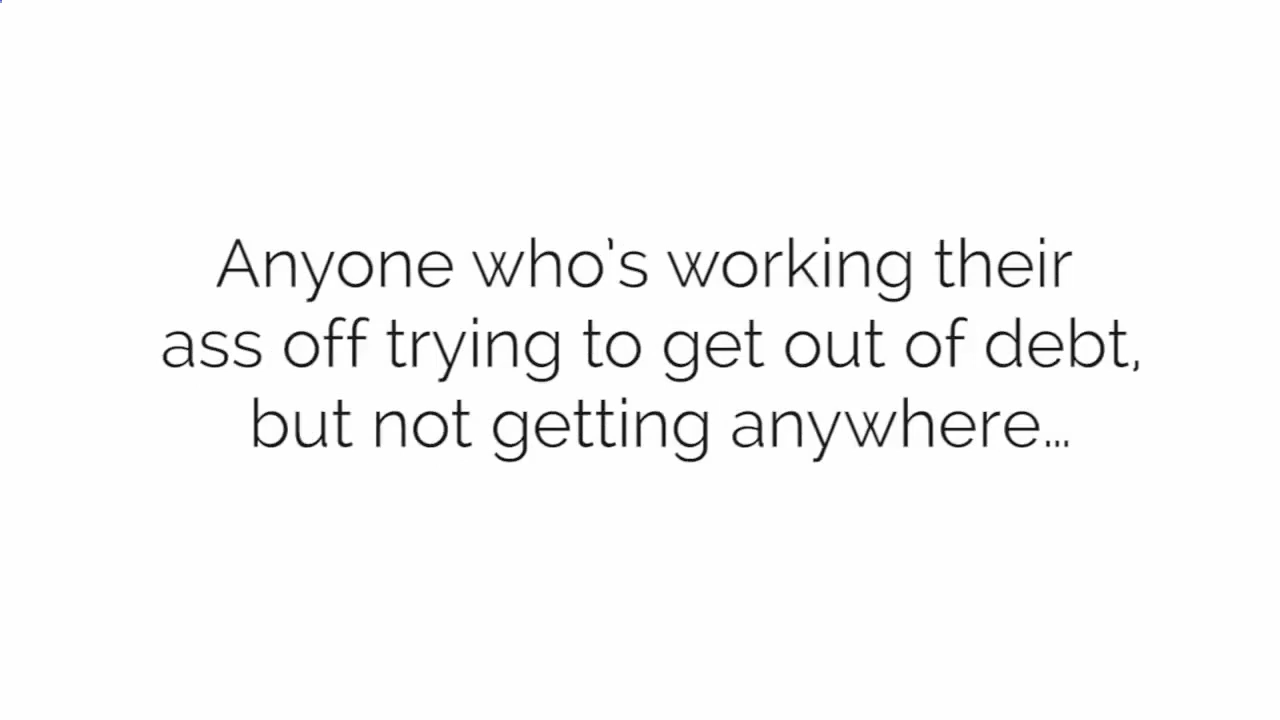 Anyone who's working their
ass off trying to get out of debt,
but not getting anywhere...